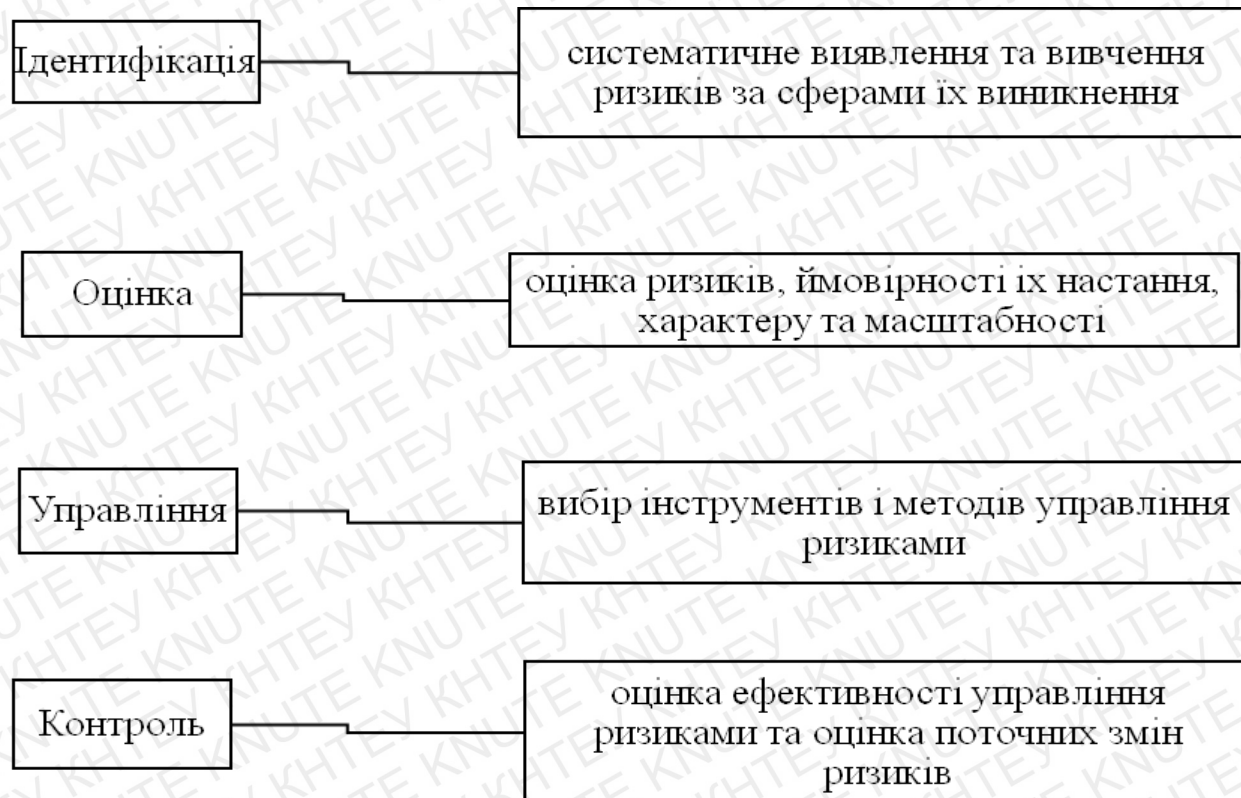 Ідентифікація
систематичне виявлення та вивчення
ризиків за сферами їх виникнення
Оцінка
оцінка ризиків, ймовірності їх настання,
характеру та масштабності
Управління
вибір інструментів і методів управління
ризиками
Контроль
оцінка ефективності управління
ризиками та оцінка поточних змін
ризиків